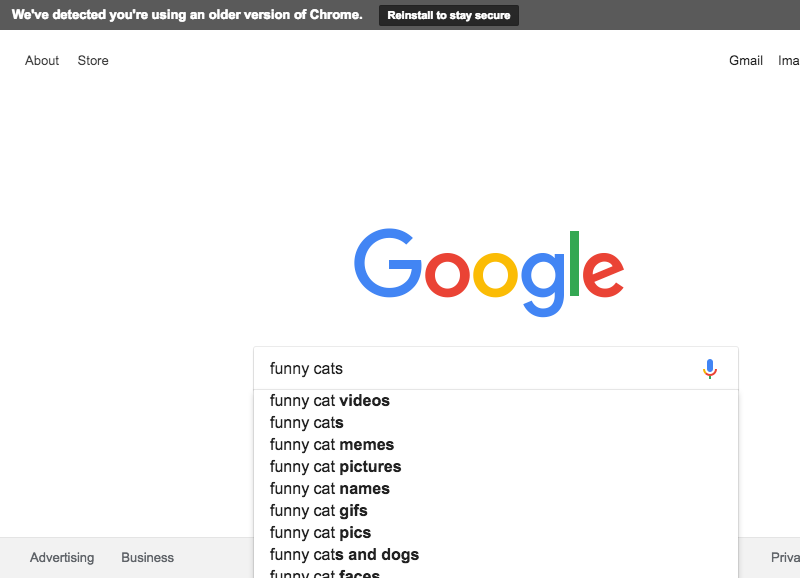 We've detected you're using an older version of Chrome. Reinstall to stay secure
About Store Gmail Ima
Google
funny cats
funny cat videos
funny cats
funny cat memes
funny cat pictures
funny cat names
funny cat gifs
funny cat pics
funny cats and dogs
funny cat faces
Advertising Business Priva